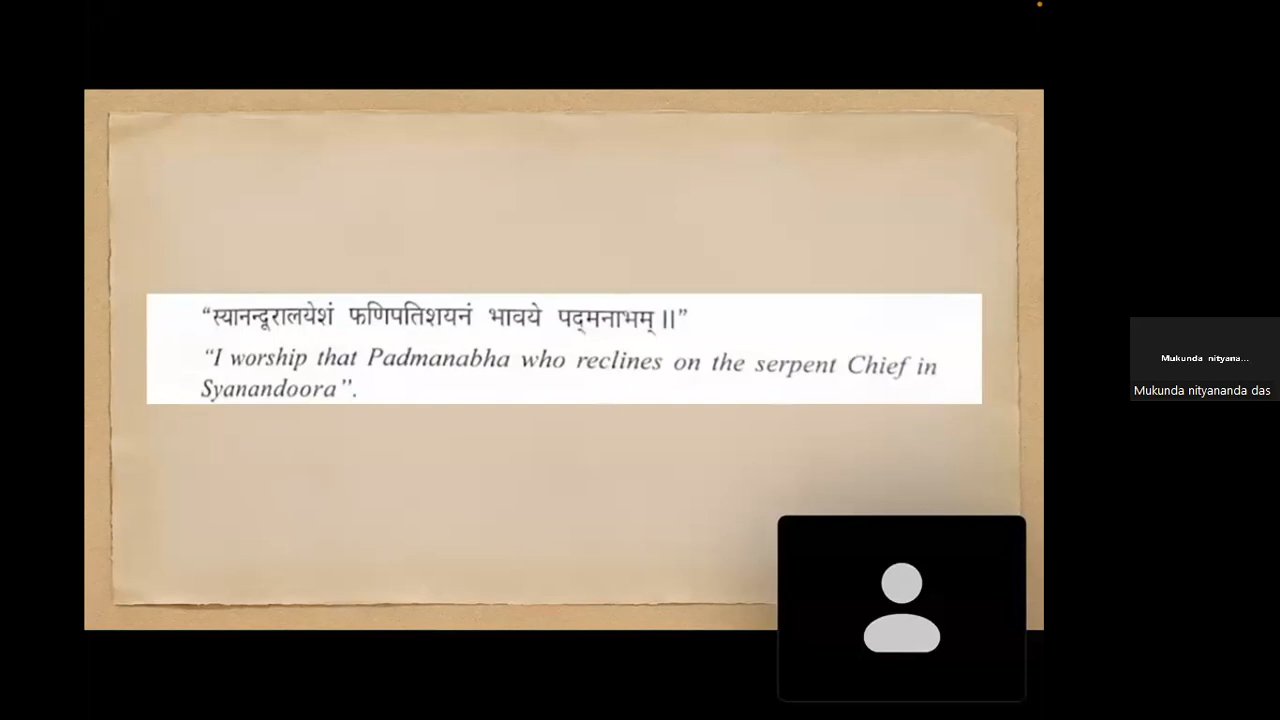 “स्यानन्दूरालयेशं फणिपतिशयनं भावये पद्मनाभम् ॥”
“I worship that Padmanabha who reclines on the serpent Chief in
Syanandoora”.
Mukunda nityana...
Mukunda nityananda das